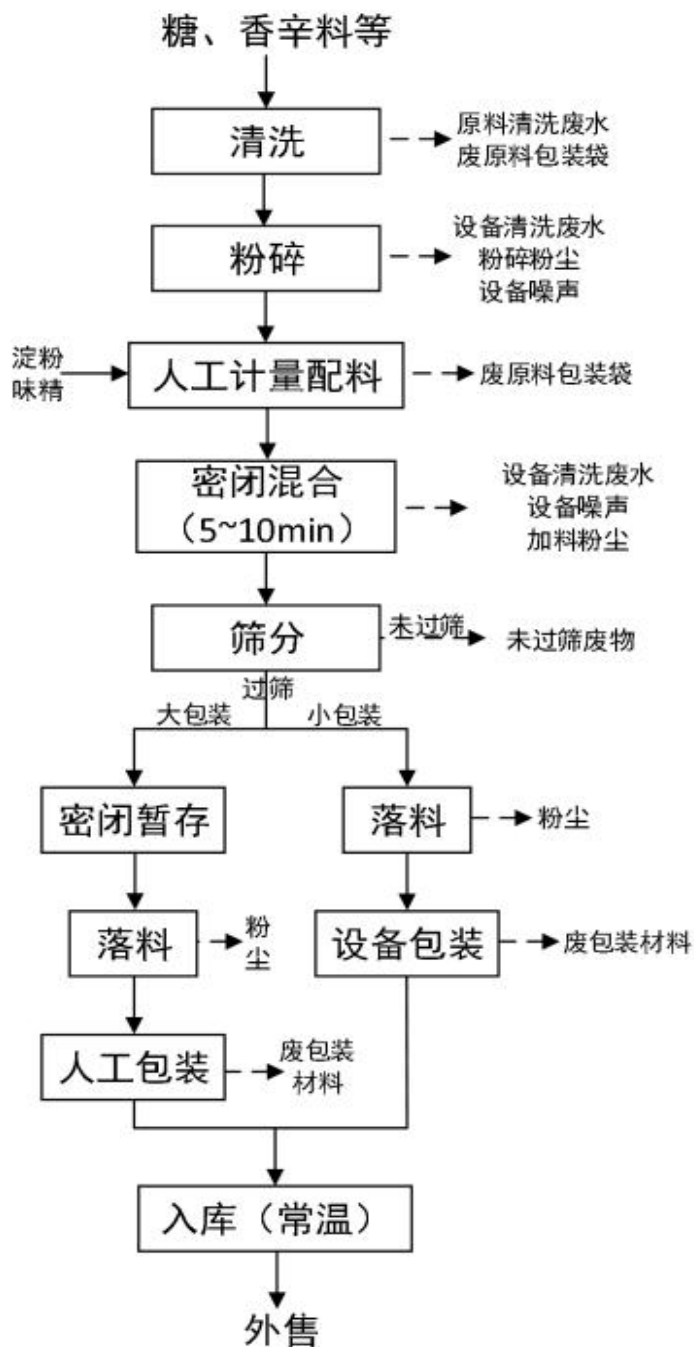 糖、香辛料等
清洗
原料清洗废水
废原料包装袋
粉碎
设备清洗废水
粉碎粉尘
设备噪声
淀粉
味精
人工计量配料
废原料包装袋
密闭混合
（5~10min）
设备清洗废水
设备噪声
加料粉尘
筛分
未过筛
未过筛废物
过筛
大包装
小包装
密闭暂存
落料
粉尘
落料
粉
尘
设备包装
废包装材料
人工包装
废包装
材料
入库（常温）
外售